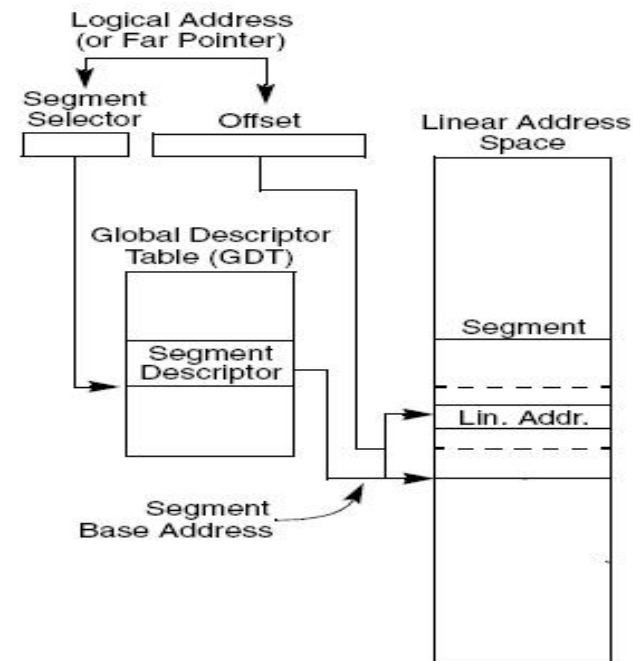 Logical Address
(or Far Pointer)
Segment
Selector
Offset
Linear Address
Space
Global Descriptor
Table (GDT)
Segment
Segment
Descriptor
Lin. Addr.
Segment
Base Address